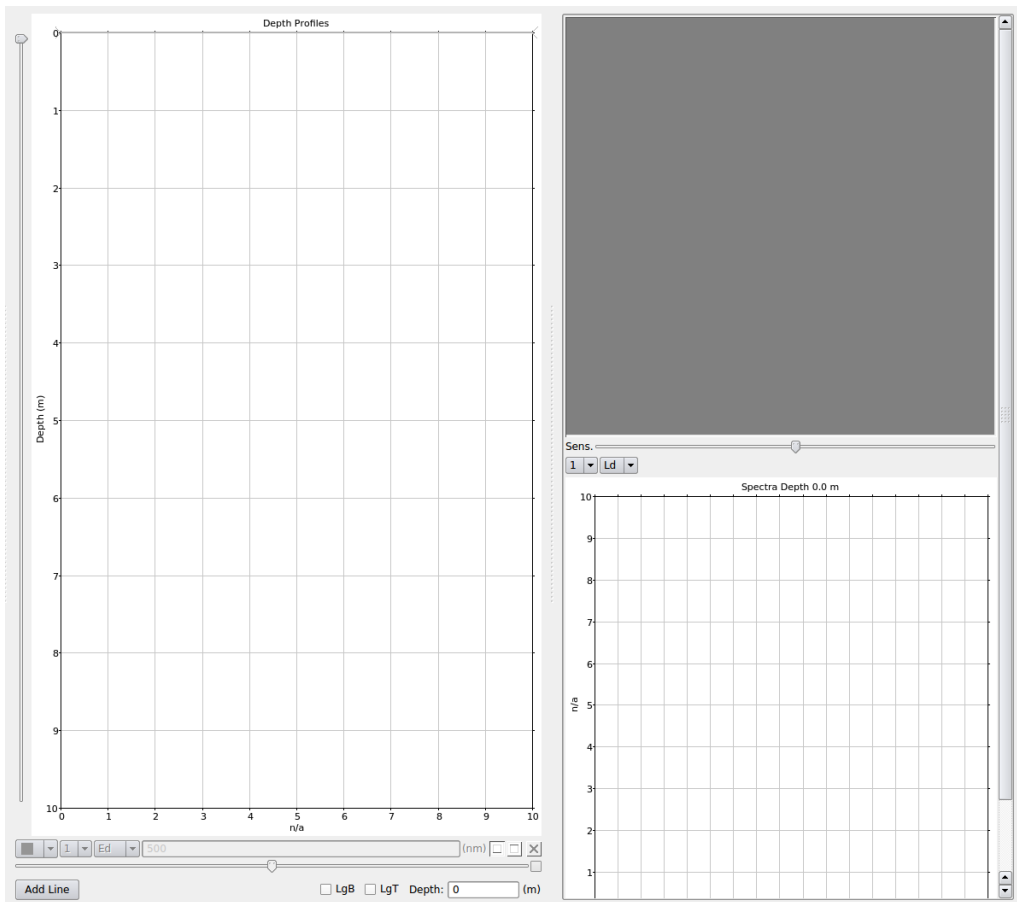 Depth Profiles
0
1
2
3
4
5
6
7
8
9
10
Depth (m)
0 1 2 3 4 5 6 7 8 9 10
n/a
1 Ed 500 (nm)
Add Line LgB LgT Depth: 0 (m)
Sens.
1 Ld
Spectra Depth 0.0 m
10
9
8
7
6
5
4
3
2
1
n/a